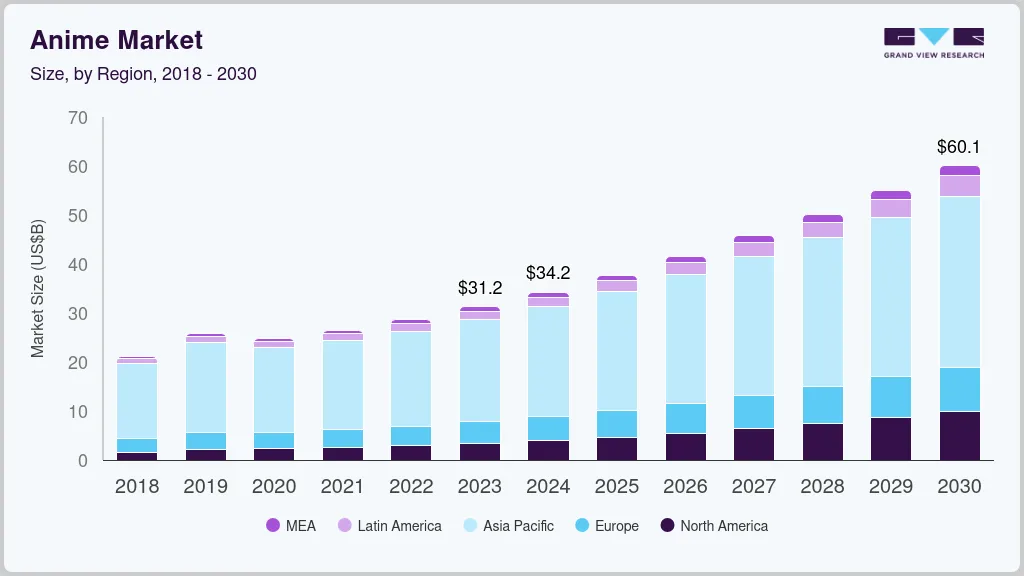 Anime Market
Size, by Region, 2018 - 2030
GRAND VIEW RESEARCH
Market Size (US$B)
70
60
50
40
30
20
10
0
$31.2
$34.2
$60.1
2018 2019 2020 2021 2022 2023 2024 2025 2026 2027 2028 2029 2030
MEA Latin America Asia Pacific Europe North America